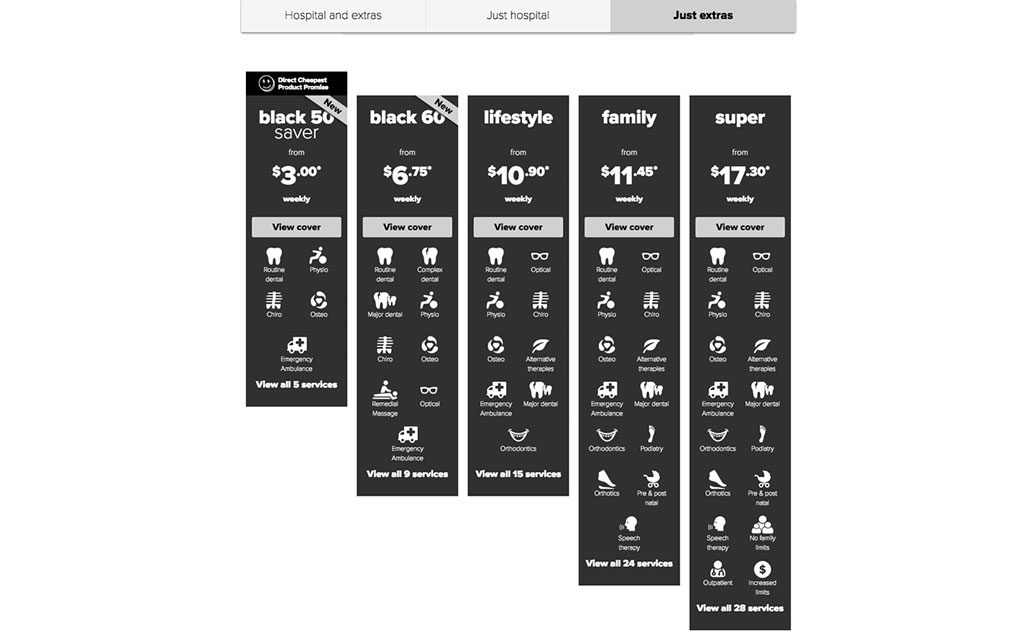 Hospital and extras
Just hospital
Just extras
Direct Cheapest
Product Promise
New
black 50
saver
from
$3.00*
weekly
View cover
Routine
dental
Physio
Chiro
Osteo
Emergency
Ambulance
View all 5 services
New
black 60
from
$6.75*
weekly
View cover
Routine
dental
Complex
dental
Major dental
Physio
Chiro
Osteo
Remedial
Massage
Optical
Emergency
Ambulance
View all 9 services
lifestyle
from
$10.90*
weekly
View cover
Routine
dental
Optical
Physio
Chiro
Osteo
Alternative
therapies
Emergency
Ambulance
Major dental
Orthodontics
View all 15 services
family
from
$11.45*
weekly
View cover
Routine
dental
Optical
Physio
Chiro
Osteo
Alternative
therapies
Emergency
Ambulance
Major dental
Orthodontics
Podiatry
Orthotics
Pre & post
natal
Speech
therapy
View all 24 services
super
from
$17.30*
weekly
View cover
Routine
dental
Optical
Physio
Chiro
Osteo
Alternative
therapies
Emergency
Ambulance
Major dental
Orthodontics
Podiatry
Orthotics
Pre & post
natal
Speech
therapy
No family
limits
Outpatient
Increased
limits
View all 28 services